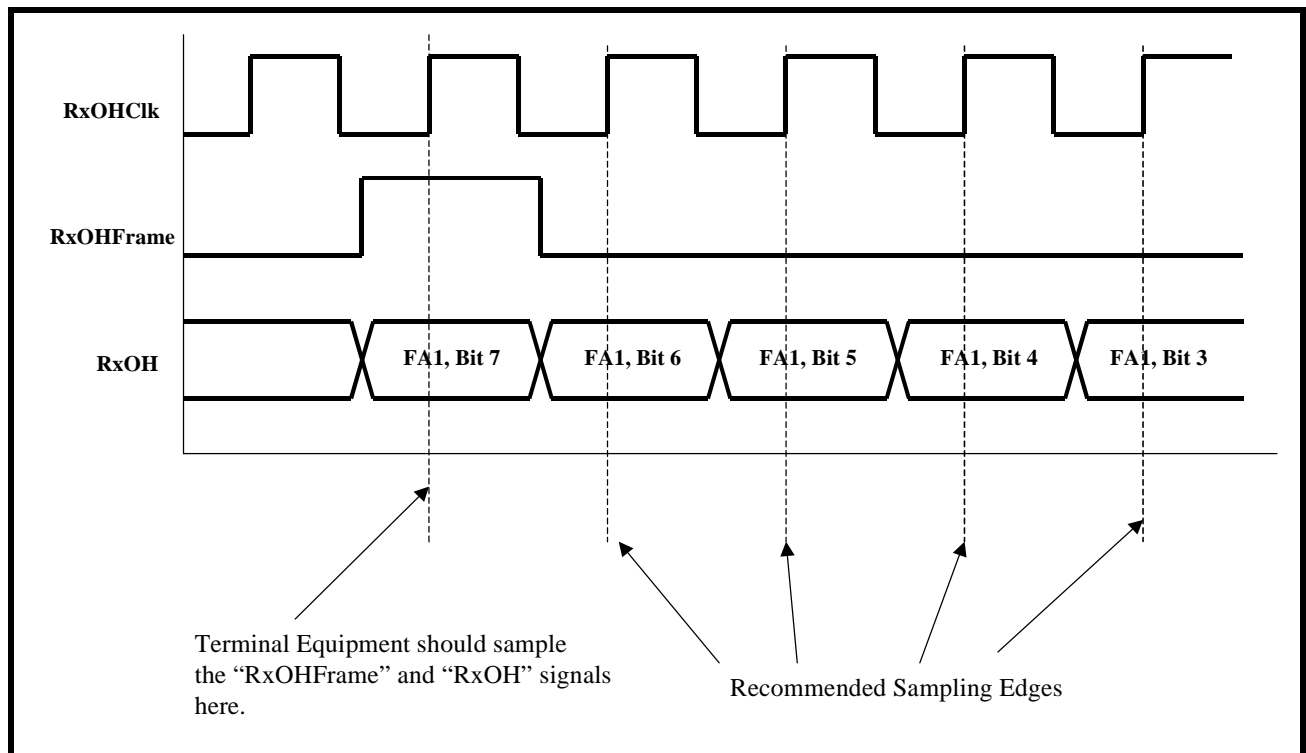 RxOHClk
RxOHFrame
RxOH
FA1, Bit 7
FA1, Bit 6
FA1, Bit 5
FA1, Bit 4
FA1, Bit 3
Terminal Equipment should sample
the “RxOHFrame” and “RxOH” signals
here.
Recommended Sampling Edges